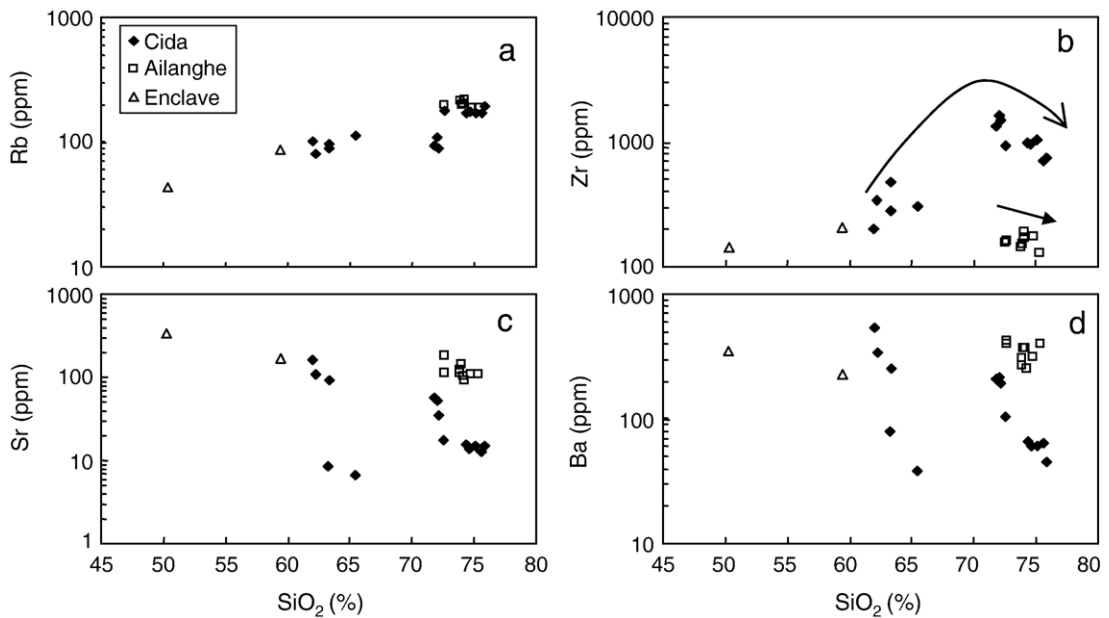 1000
100
10
Rb (ppm)
Cida
Ailanghe
Enclave
a
10000
1000
100
Zr (ppm)
b
1000
100
10
1
Sr (ppm)
c
45 50 55 60 65 70 75 80
SiO2 (%)
1000
100
10
Ba (ppm)
d
45 50 55 60 65 70 75 80
SiO2 (%)